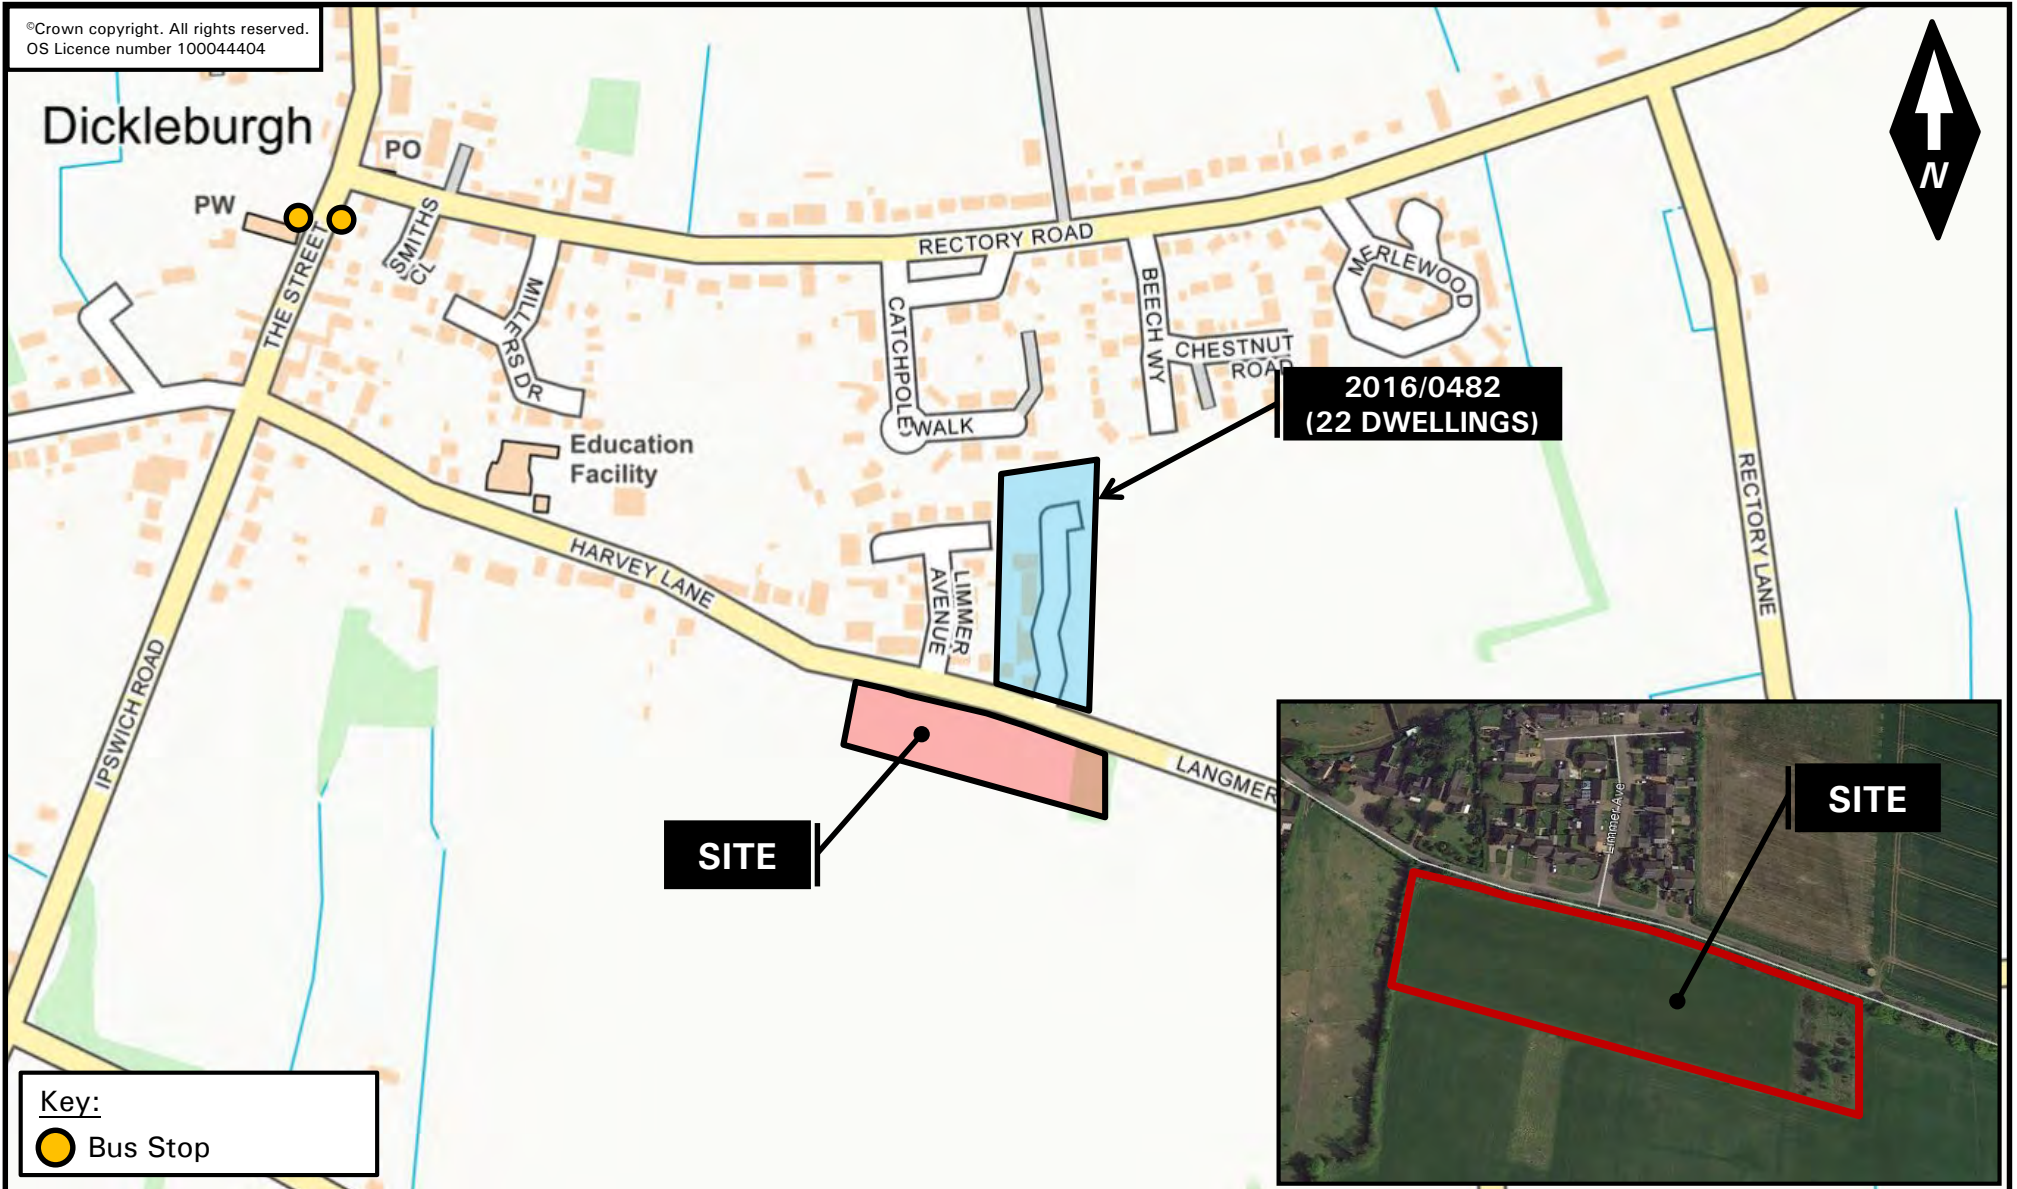 ©Crown copyright. All rights reserved.
OS Licence number 100044404
Dickleburgh
PO
PW
SMITHS
CL
THE STREET
MILLERS DR
RECTORY ROAD
CATCHPOLE
WALK
BEECH WY
CHESTNUT
ROAD
MERLEWOOD
2016/0482
(22 DWELLINGS)
Education
Facility
HARVEY LANE
LIMMER
AVENUE
RECTORY LANE
IPSWICH ROAD
LANGMER
SITE
Limmer Ave
SITE
N
Key:
Bus Stop